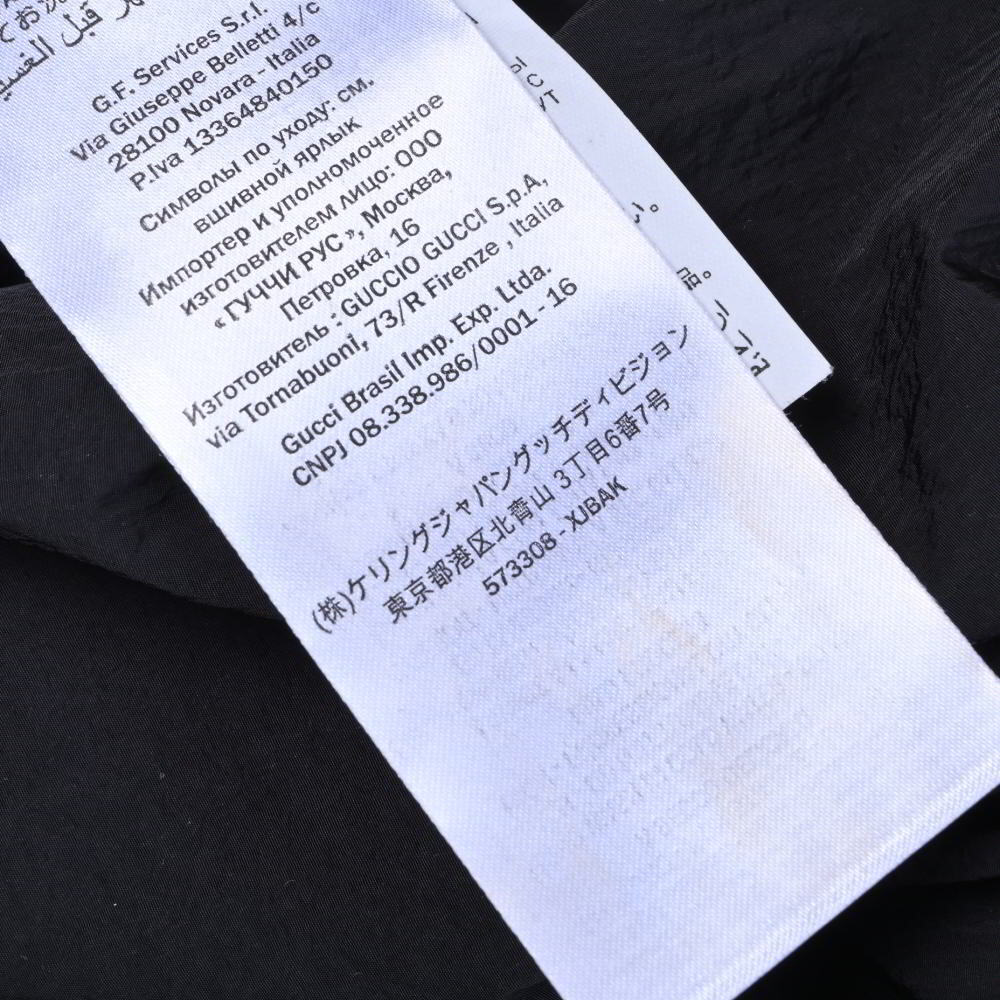 قبل الغسيل
G.F. Services S.r.l.
Via Giuseppe Belletti 4/c
28100 Novara - Italia
P.Iva 13364840150
Символы по уходу: см.
вшивной ярлык
Импортер и уполномоченное
изготовителем лицо: ООО
« ГУЧЧИ РУС », Москва,
Петровка, 16
Изготовитель : GUCCIO GUCCI S.p.A,
via Tornabuoni, 73/R Firenze , Italia
Gucci Brasil Imp. Exp. Ltda.
CNPJ 08.338.986/0001 - 16
(株)ケリングジャパングッチディビジョン
東京都港区北青山 3丁目6番7号
573308 - XJBAK